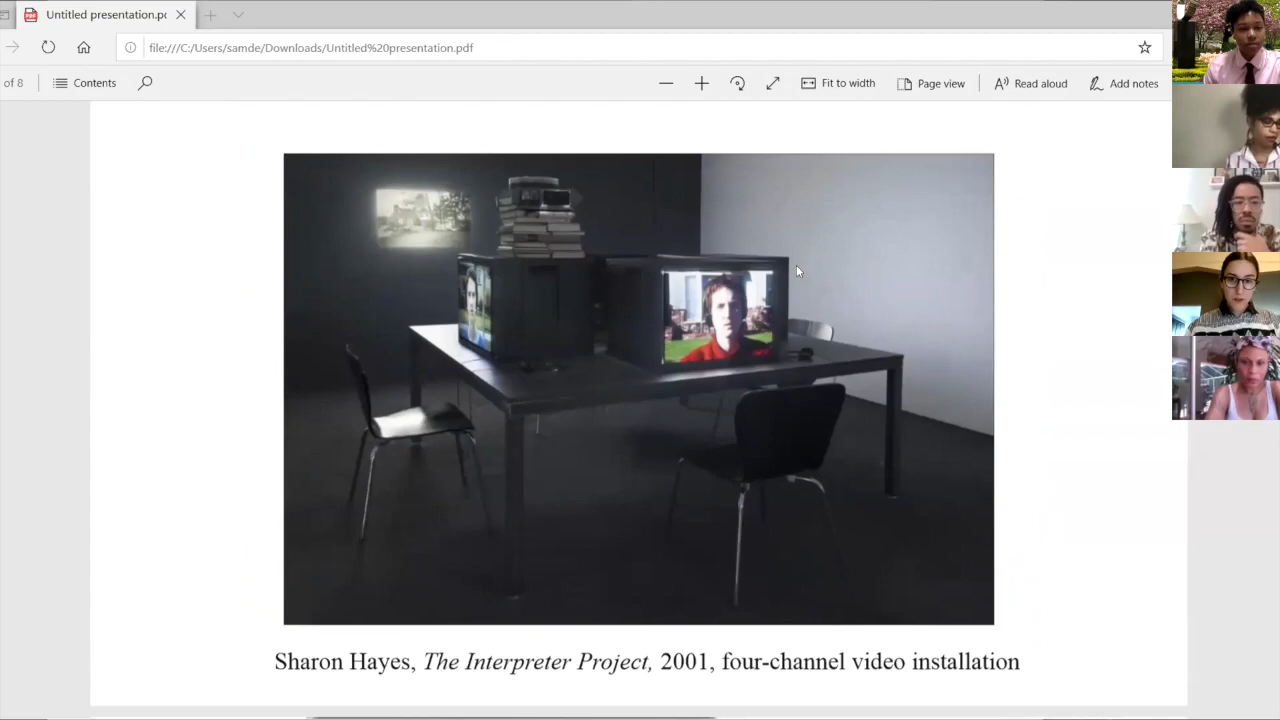 Untitled presentation.pd
file:///C:/Users/samde/Downloads/Untitled%20presentation.pdf
of 8 Contents Fit to width Page view Read aloud Add notes
Sharon Hayes, The Interpreter Project, 2001, four-channel video installation